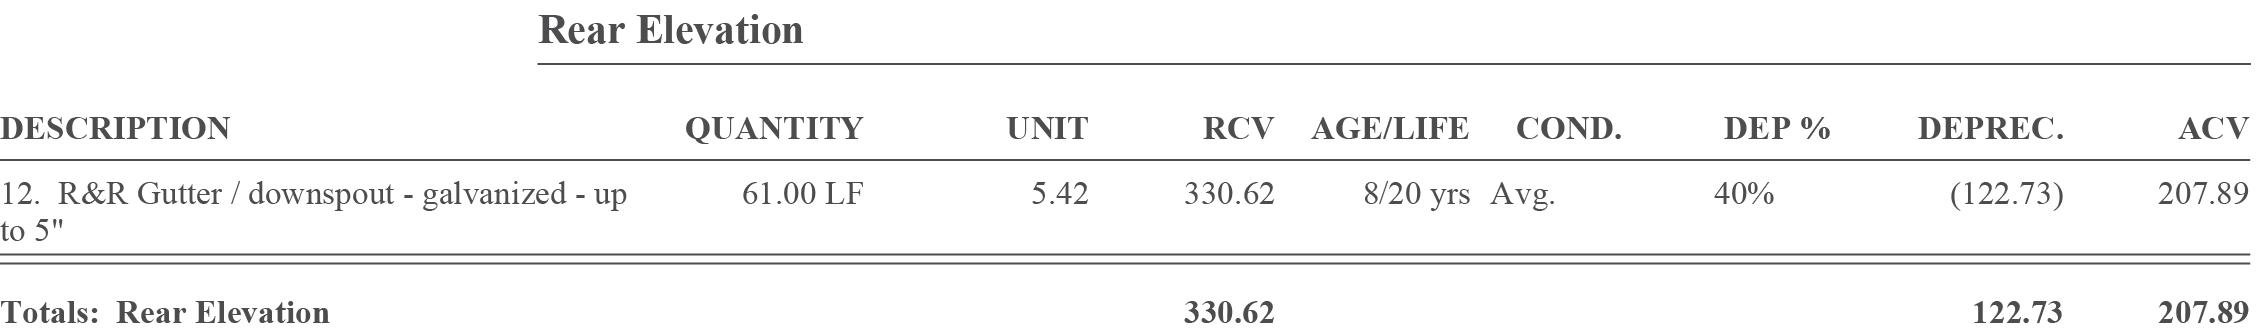 Rear Elevation
DESCRIPTION QUANTITY UNIT RCV AGE/LIFE COND. DEP % DEPREC. ACV
12. R&R Gutter / downspout - galvanized - up 61.00 LF 5.42 330.62 8/20 yrs Avg. 40% (122.73) 207.89
to 5"
Totals: Rear Elevation 330.62 122.73 207.89